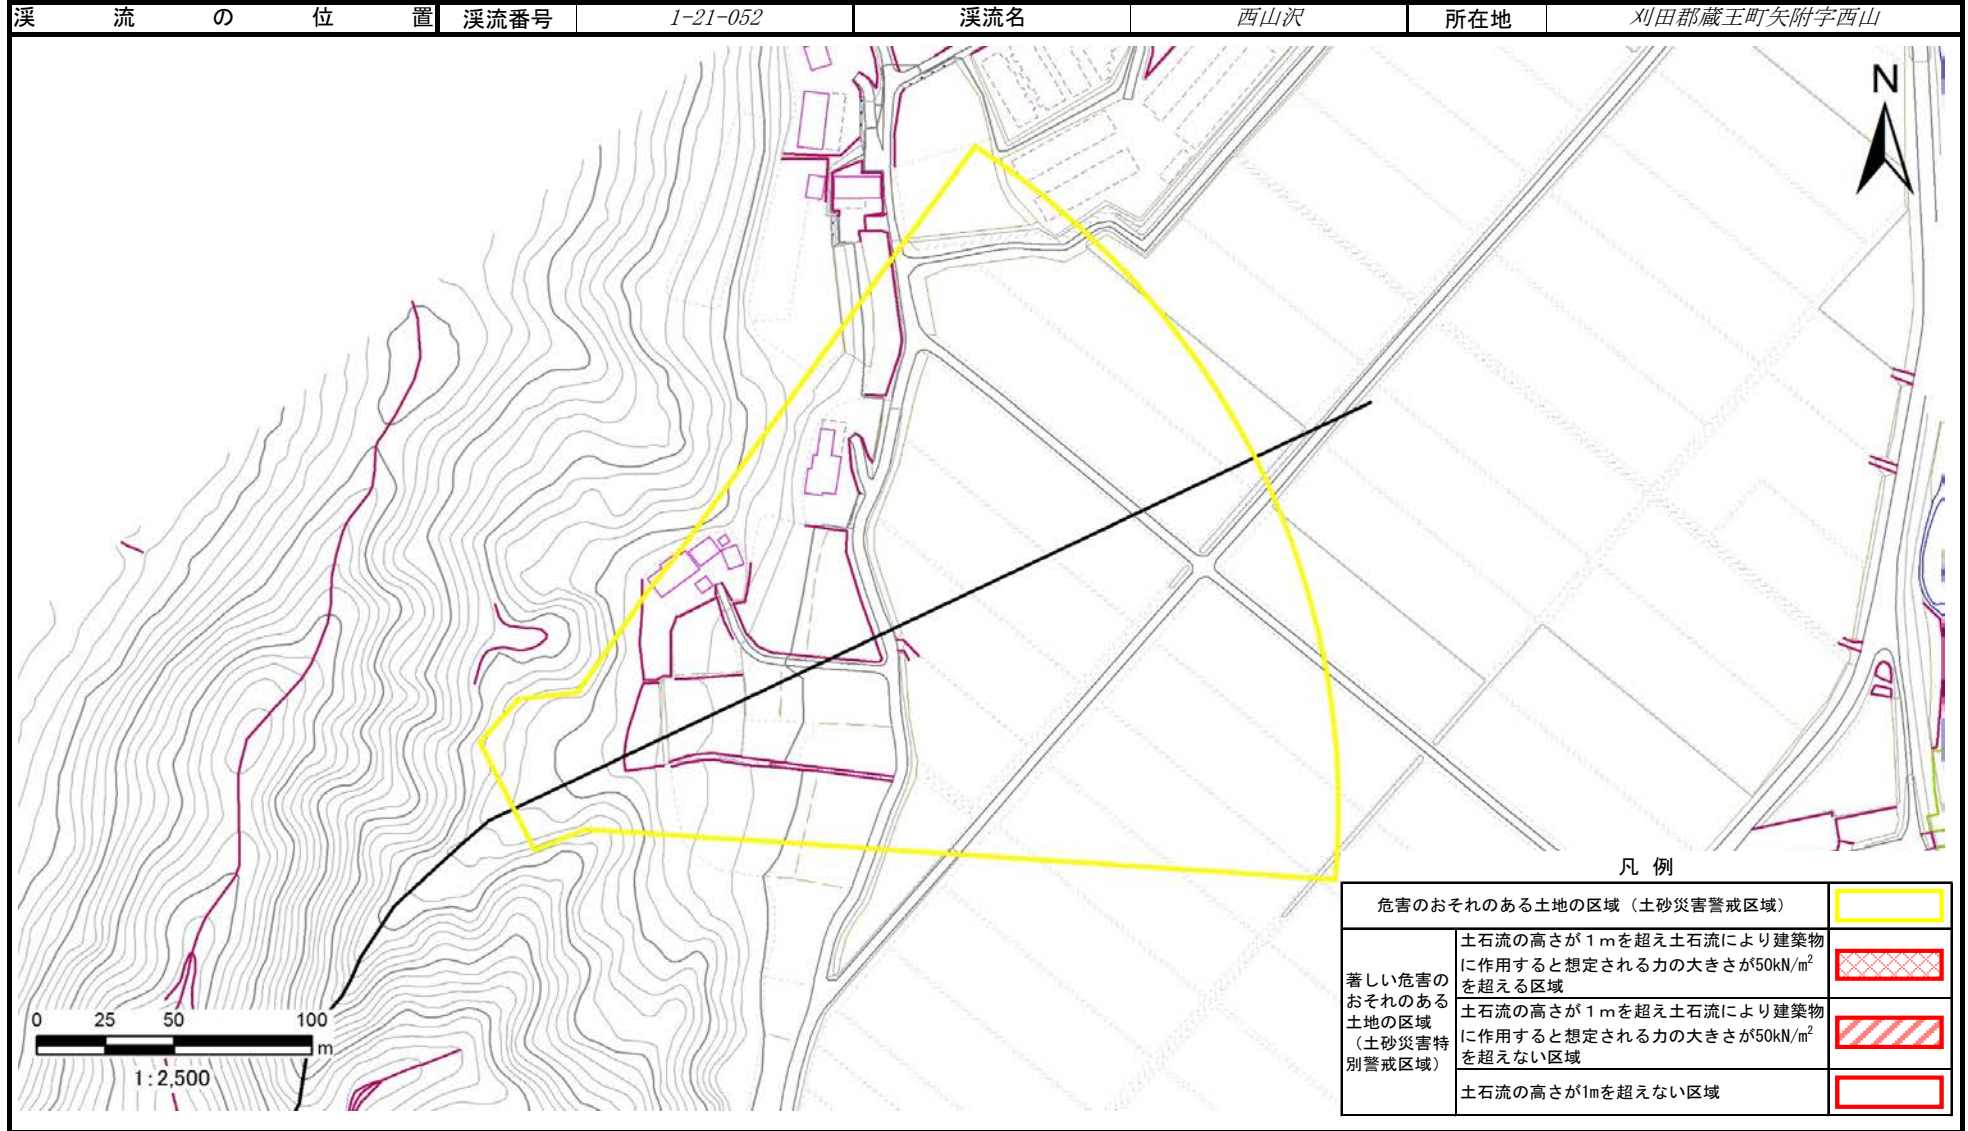 渓流の位置 渓流番号 1-21-052 渓流名 西山沢 所在地 刈田郡蔵王町矢附字西山
N
凡 例
危害のおそれのある土地の区域（土砂災害警戒区域）
著しい危害の
おそれのある
土地の区域
（土砂災害特
別警戒区域）
土石流の高さが１ｍを超え土石流により建築物
に作用すると想定される力の大きさが50kN/m²
を超える区域
土石流の高さが１ｍを超え土石流により建築物
に作用すると想定される力の大きさが50kN/m²
を超えない区域
土石流の高さが1mを超えない区域
0 25 50 100
m
1:2,500